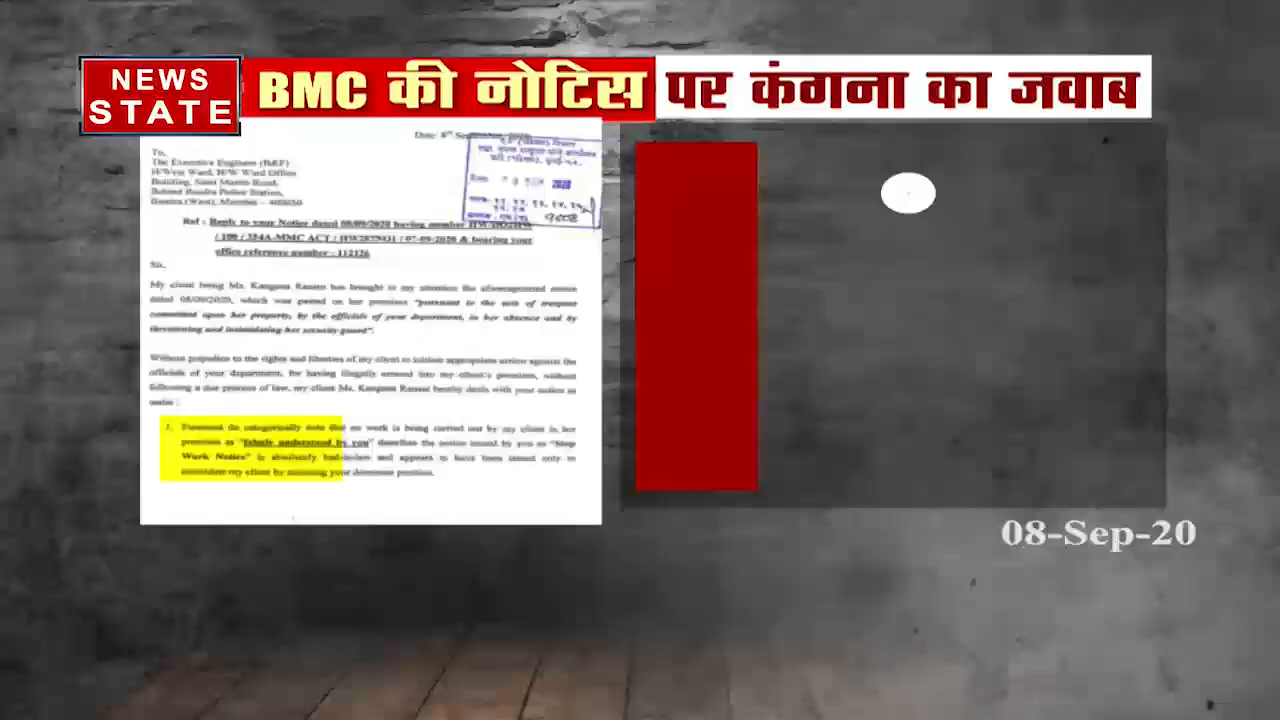 NEWS
STATE
BMC की नोटिस पर कंगना का जवाब
Date: 8th
To,
The Executive Engineer (B&F)
H/West Ward, H/W Ward Office
Building, Saint Martin Road,
Behind Bandra Police Station,
Bandra (West), Mumbai – 400050
Ref : Reply to your Notice dated 08/09/2020 having number
/ 354A-MMC ACT / / 07-09-2020 & bearing your
office reference number : 112126
Sir,
My client being Ms. Kangana Ranaut has brought to my attention the aforementioned notice
dated 08/09/2020, which was pasted on her premises "pursuant to the acts of trespass
committed upon her property, by the officials of your department, in her absence and by
threatening and intimidating her security guard".
Without prejudice to the rights and liberties of my client to initiate appropriate action against the
officials of your department, for having illegally entered into my client's premises, without
following a due process of law, my client Ms. Kangana Ranaut hereby deals with your notice as
under :
1. categorically note that no work is being carried out by my client in her
premises as "falsely understood by you" the notice issued by you as "Stop
Work Notice" is absolutely bad-in-law and appears to have been issued only to
intimidate my client by your dominant position.
08-Sep-20